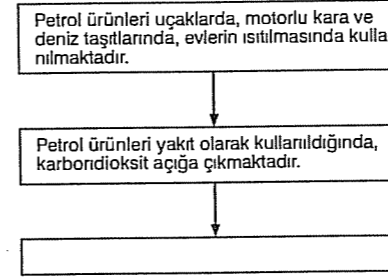 Petrol ürünleri uçaklarda, motorlu kara ve
deniz taşıtlarında, evlerin ısıtılmasında kulla
nılmaktadır.
Petrol ürünleri yakıt olarak kullanıldığında,
karbondioksit açığa çıkmaktadır.